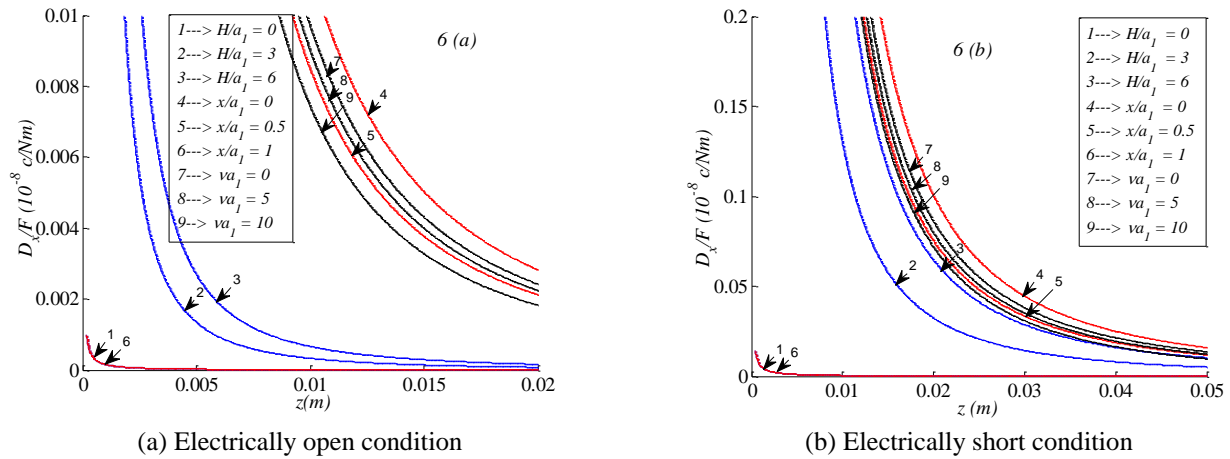 0.01
0.008
0.006
0.004
0.002
0
D_x/F (10^-8 c/Nm)
6 (a)
1---> H/a_1 = 0
2---> H/a_1 = 3
3---> H/a_1 = 6
4---> x/a_1 = 0
5---> x/a_1 = 0.5
6---> x/a_1 = 1
7---> va_1 = 0
8---> va_1 = 5
9--> va_1 = 10
7
8
9
4
5
2
3
1
6
0
0.005
0.01
0.015
0.02
z(m)
(a) Electrically open condition
0.2
0.15
0.1
0.05
0
D_x/F (10^-8 c/Nm)
6 (b)
1---> H/a_1 = 0
2---> H/a_1 = 3
3---> H/a_1 = 6
4---> x/a_1 = 0
5---> x/a_1 = 0.5
6---> x/a_1 = 1
7---> va_1 = 0
8---> va_1 = 5
9---> va_1 = 10
7
8
9
3
2
4
5
1
6
0
0.01
0.02
0.03
0.04
0.05
z (m)
(b) Electrically short condition